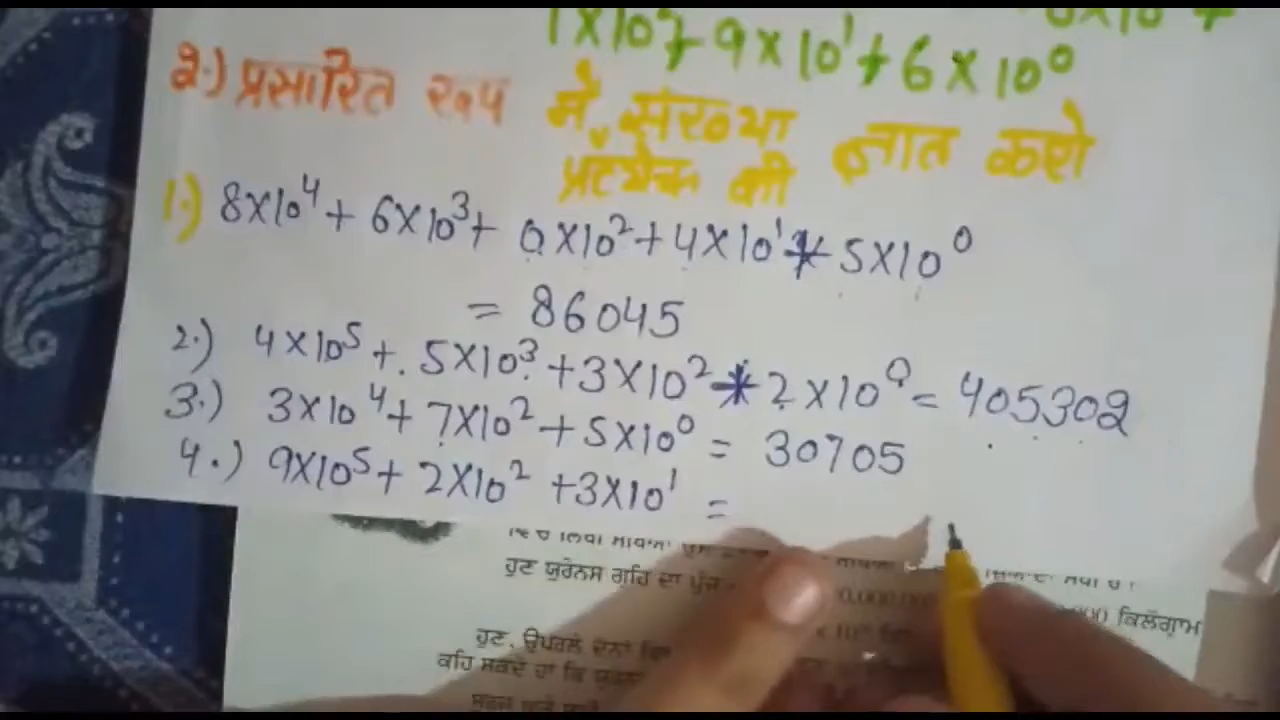 1×10²+9×10¹+6×10⁰
2.) प्रसारित रूप में संख्या ज्ञात करो
प्रत्येक की
1.) 8×10⁴ + 6×10³ + 0×10² + 4×10¹ + 5×10⁰
= 86045
2.) 4×10⁵ + 5×10³ + 3×10² + 2×10⁰ = 405302
3.) 3×10⁴ + 7×10² + 5×10⁰ = 30705
4.) 9×10⁵ + 2×10² + 3×10¹ =
ਹੁਣ ਯੁਰੇਨਸ ਗ੍ਰਹਿ ਦਾ ਪੁੰਜ ਕਿਲੋਗ੍ਰਾਮ
ਹੁਣ, ਉਪਰਲੇ ਦੋਨਾਂ
ਕਹਿ ਸਕਦੇ ਹਾਂ ਕਿ